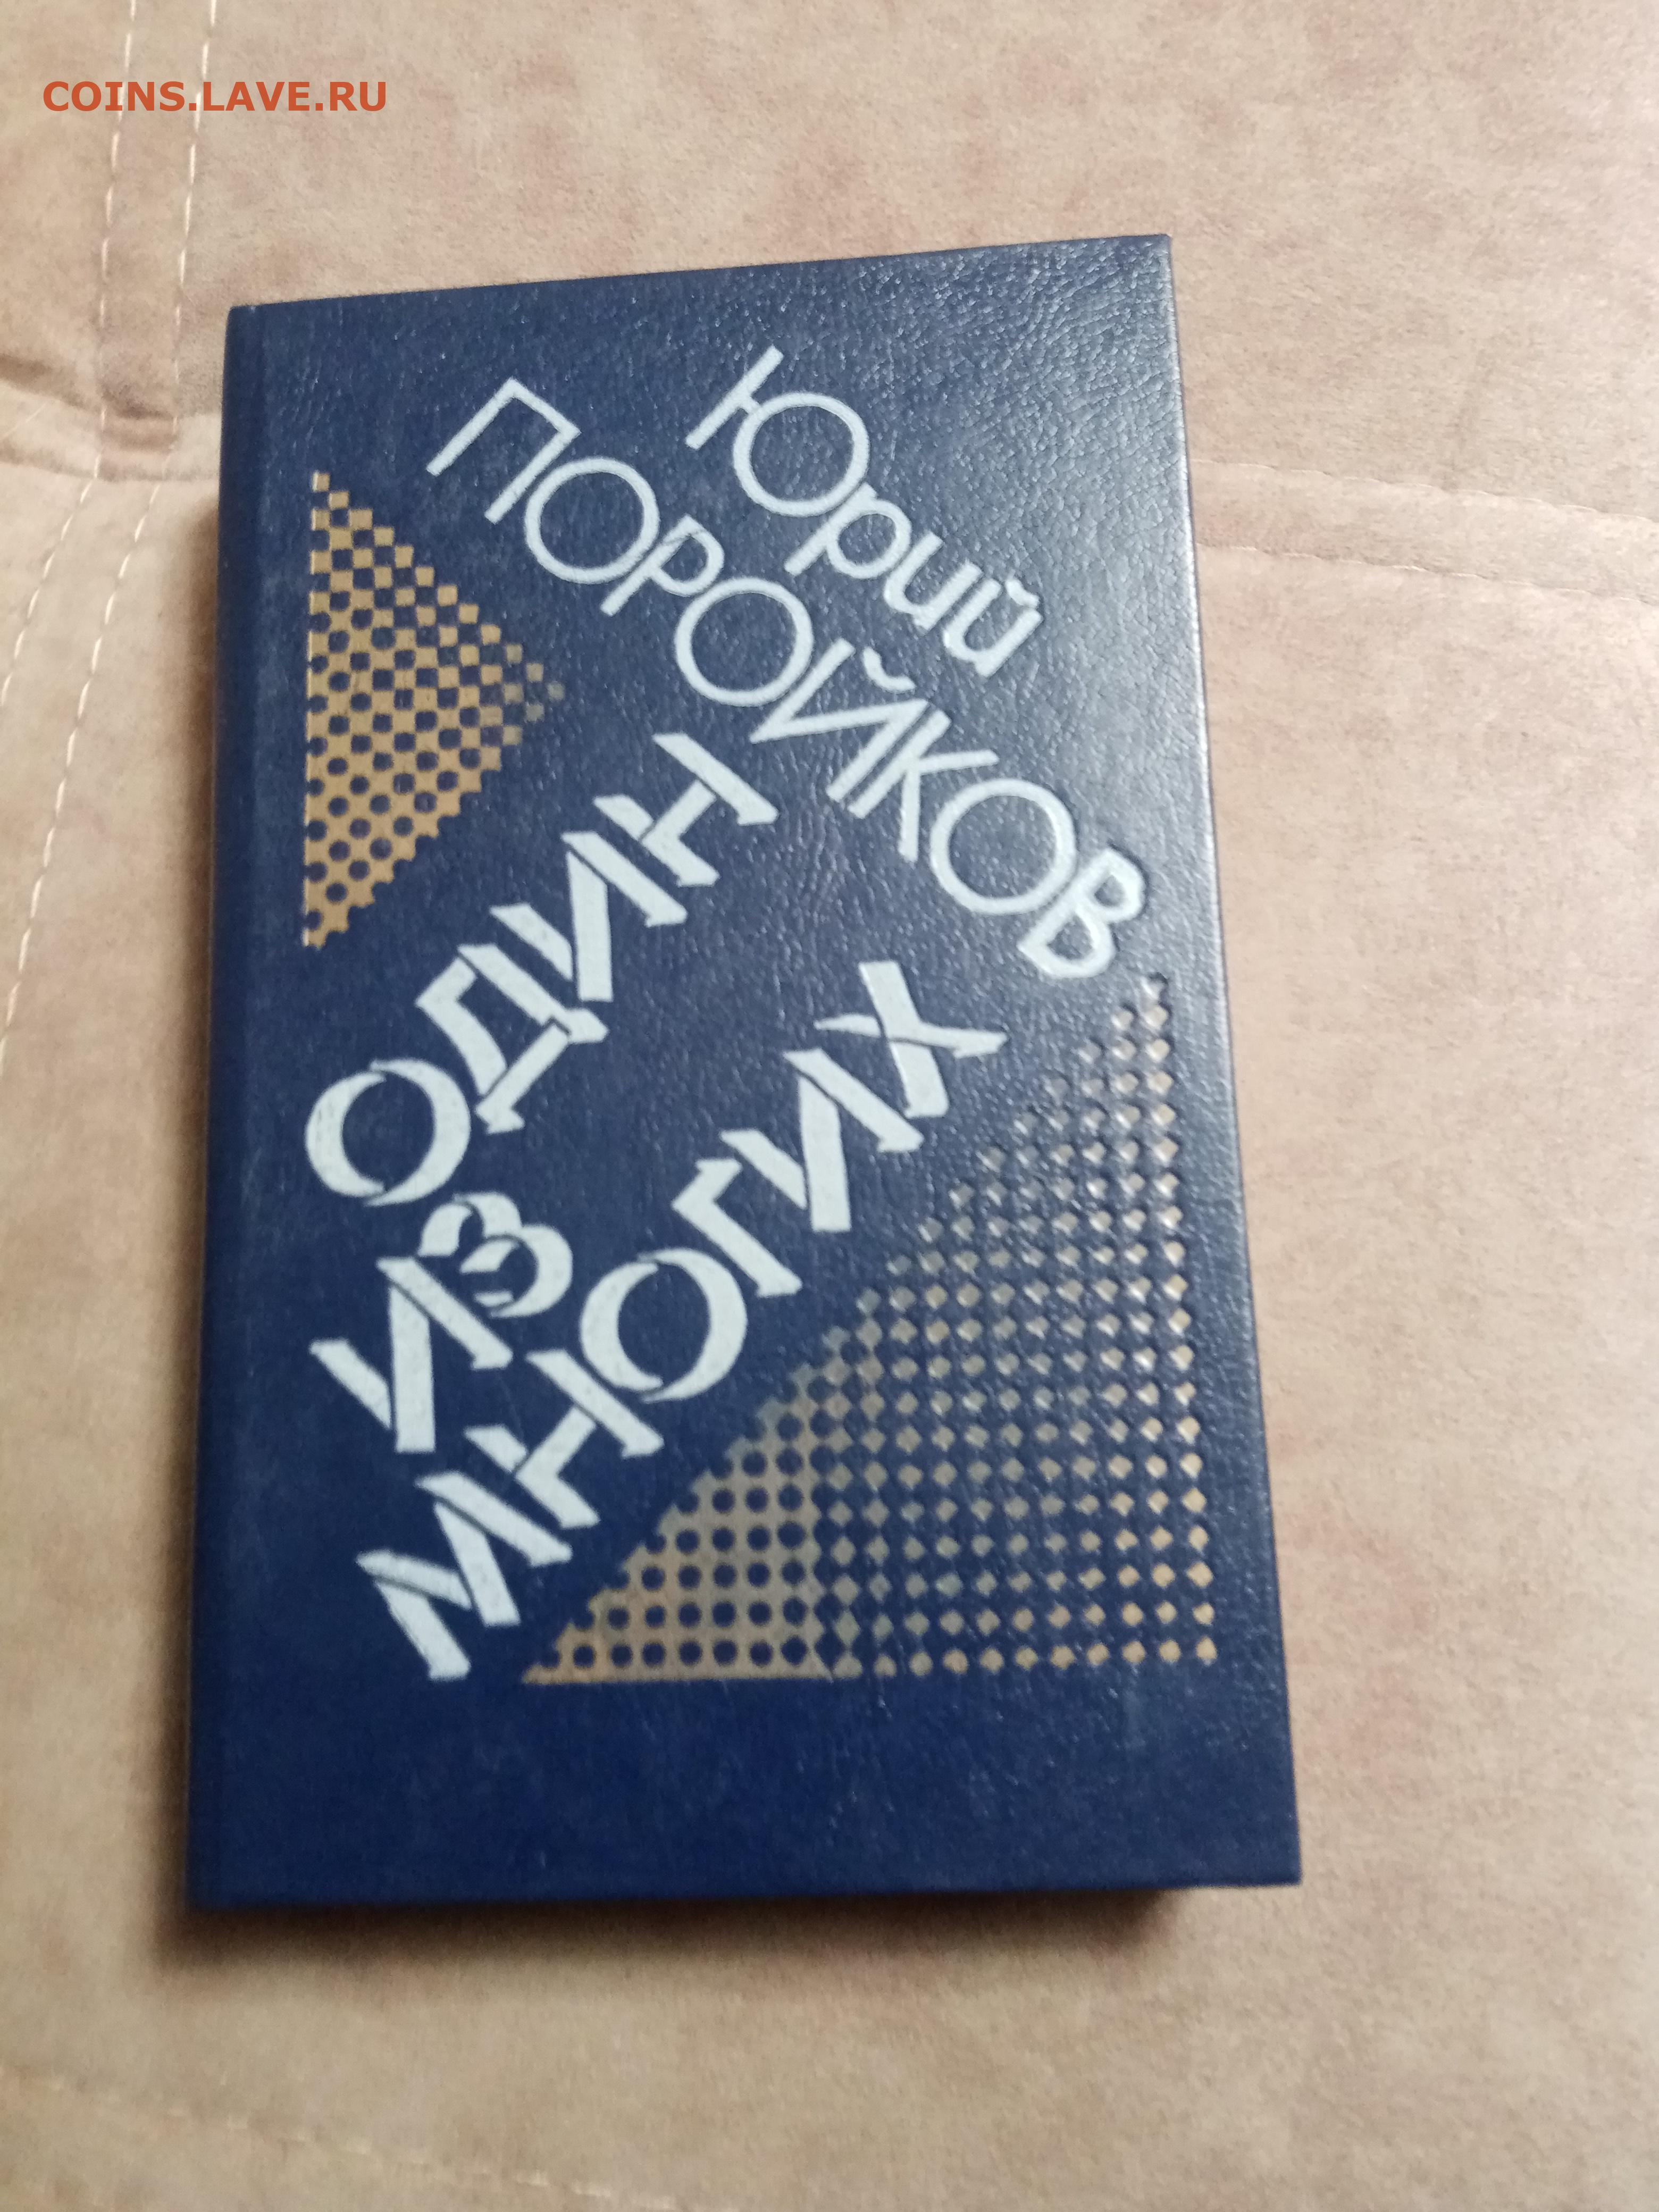 COINS.LAVE.RU
Юрий
ПОРОЙКОВ
ОДИН
ИЗ
МНОГИХ